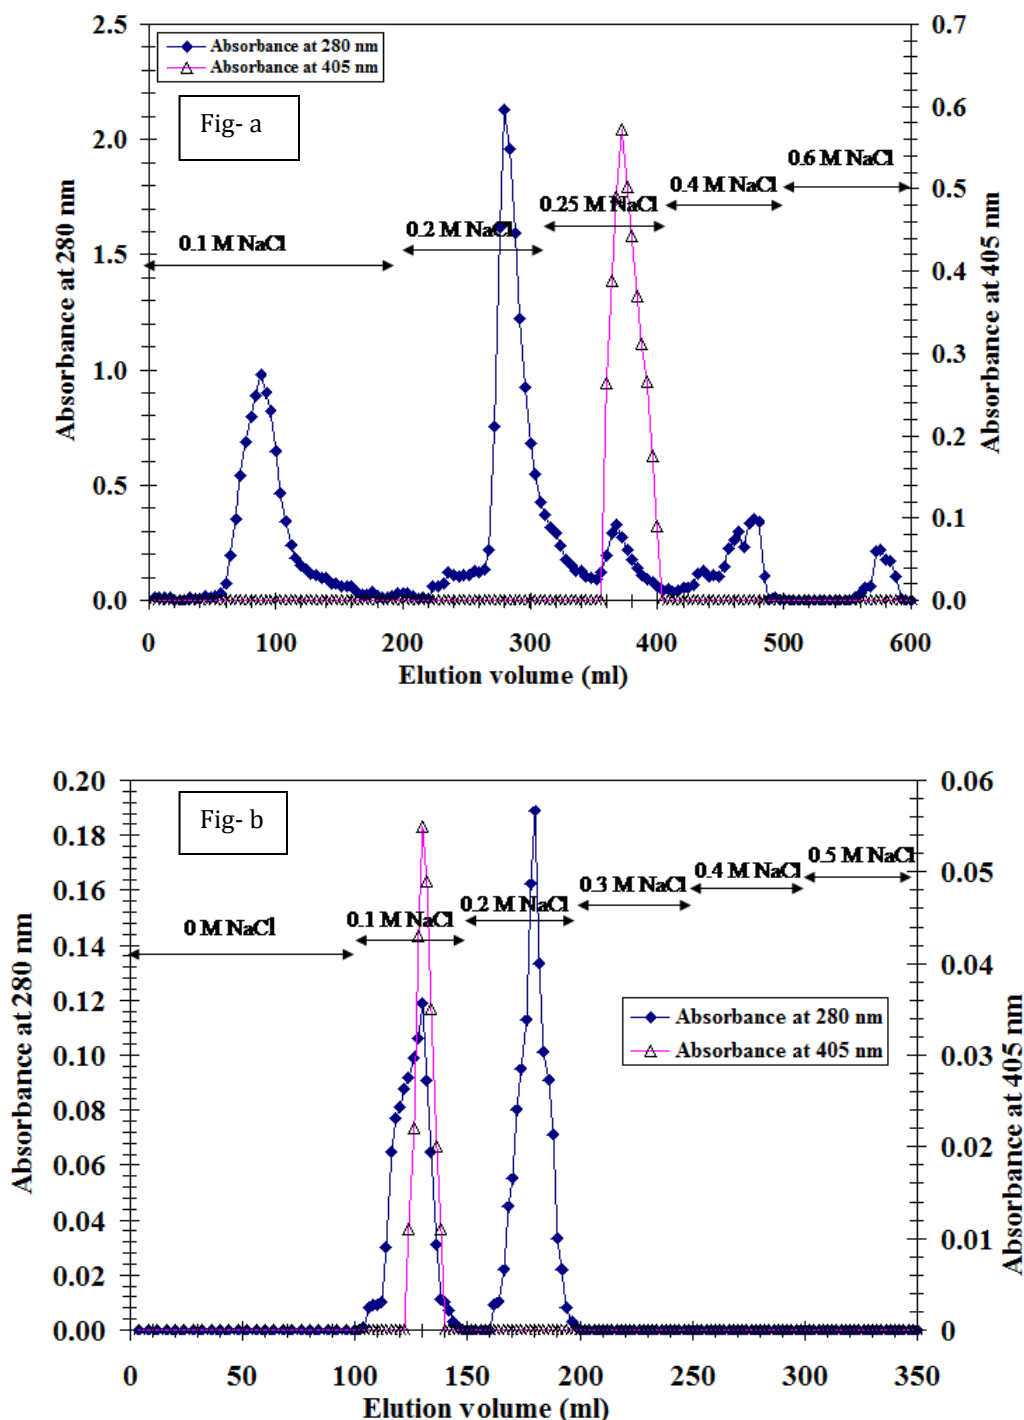 2.5
0.7
Absorbance at 280 nm
Absorbance at 405 nm
Fig- a
0.6
2.0
0.6 M NaCl
0.4 M NaCl
0.5
0.25 M NaCl
0.2 M NaCl
0.1 M NaCl
1.5
0.4
Absorbance at 280 nm
Absorbance at 405 nm
1.0
0.3
0.2
0.5
0.1
0.0
0.0
0 100 200 300 400 500 600
Elution volume (ml)
0.20
0.06
Fig- b
0.18
0.5 M NaCl
0.4 M NaCl
0.3 M NaCl
0.2 M NaCl
0.1 M NaCl
0 M NaCl
0.05
0.16
0.14
0.04
0.12
Absorbance at 280 nm
Absorbance at 405 nm
Absorbance at 280 nm
Absorbance at 405 nm
0.10
0.03
0.08
0.02
0.06
0.04
0.01
0.02
0.00
0
0 50 100 150 200 250 300 350
Elution volume (ml)